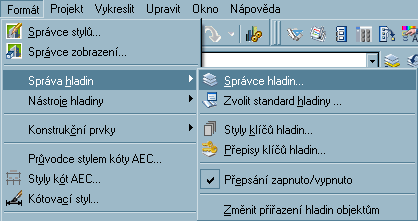 Formát Projekt Vykreslit Upravit Okno Nápověda
Správce stylů...
Správce zobrazení...
Správa hladin
Nástroje hladiny
Konstrukční prvky
Průvodce stylem kóty AEC...
Styly kót AEC...
Kótovací styl...
Správce hladin...
Zvolit standard hladiny ...
Styly klíčů hladin...
Přepisy klíčů hladin...
Přepsání zapnuto/vypnuto
Změnit přiřazení hladin objektům